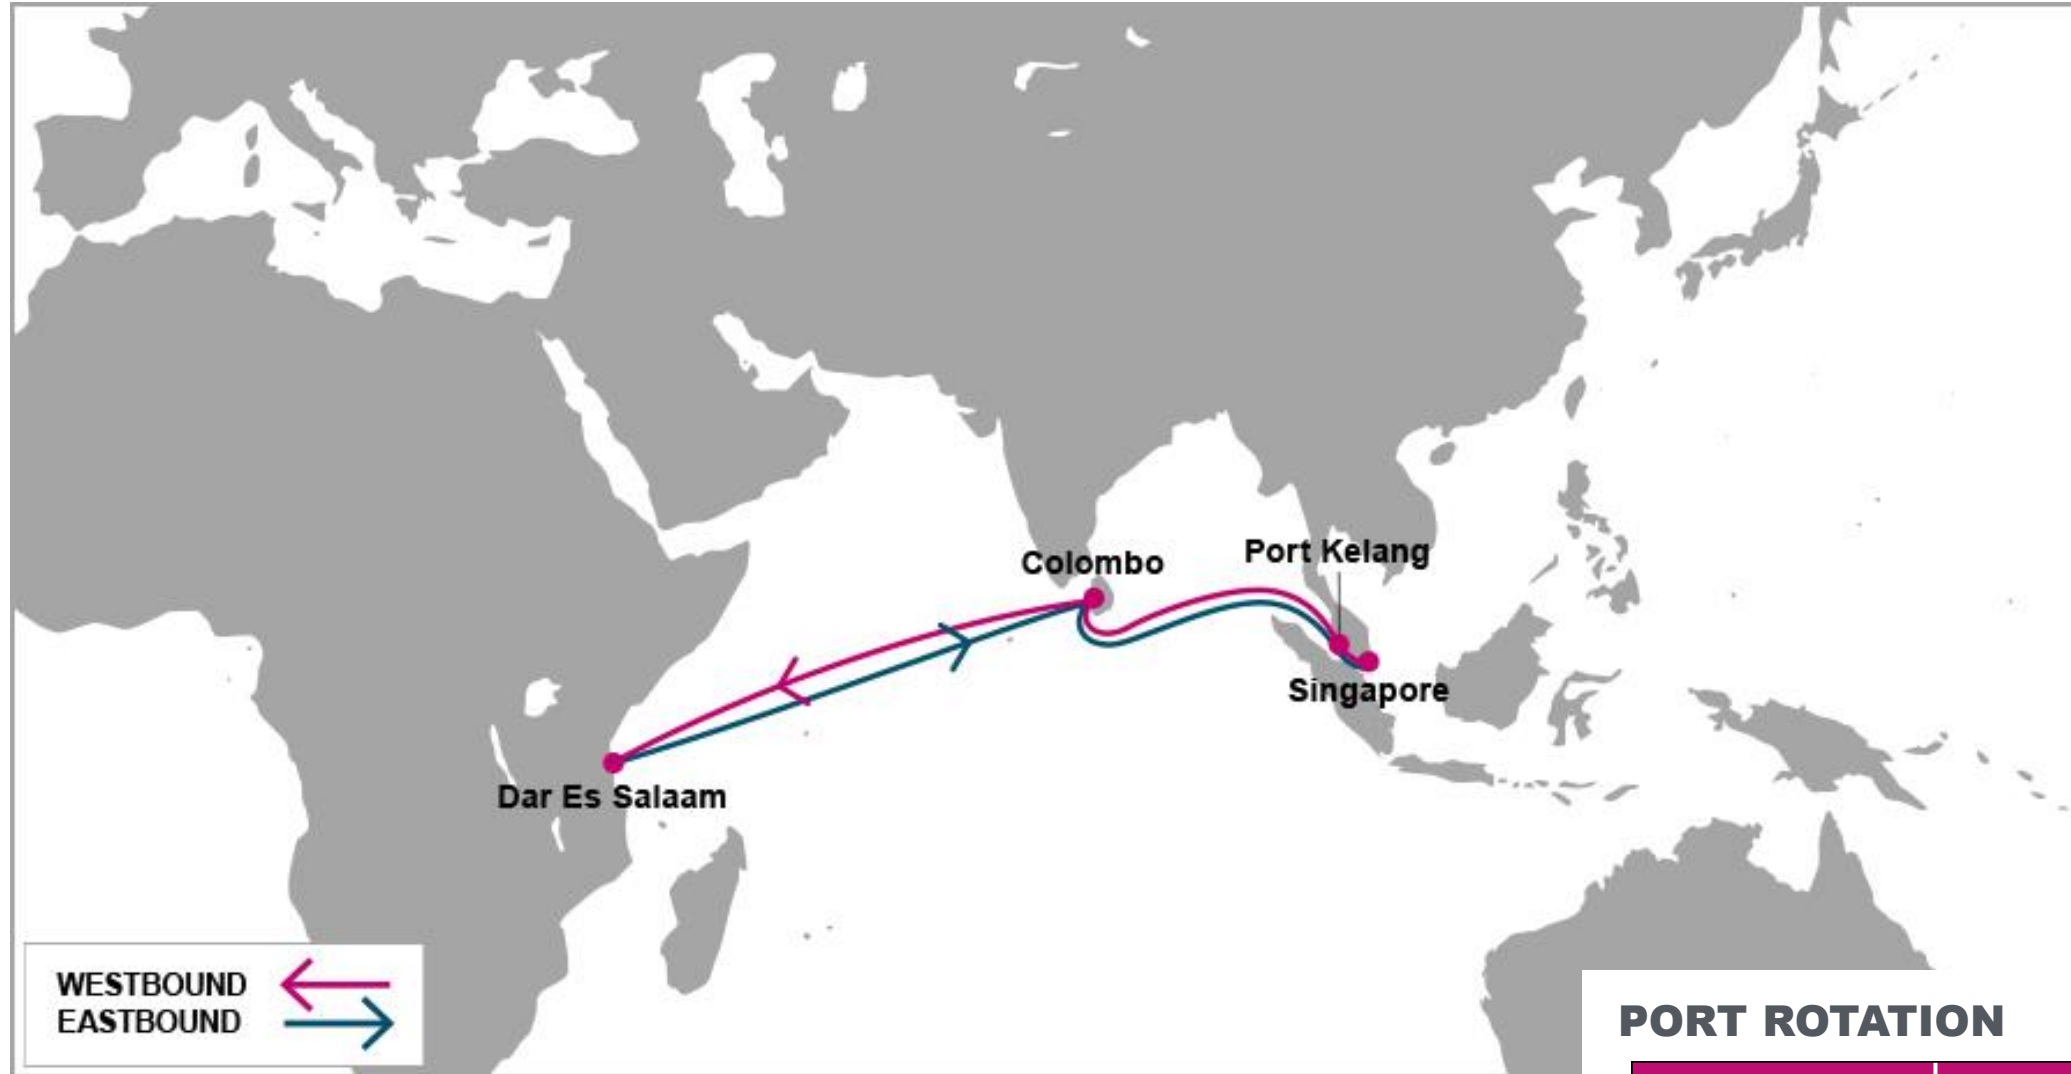 Colombo
Port Kelang
Singapore
Dar Es Salaam
WESTBOUND
EASTBOUND
PORT ROTATION